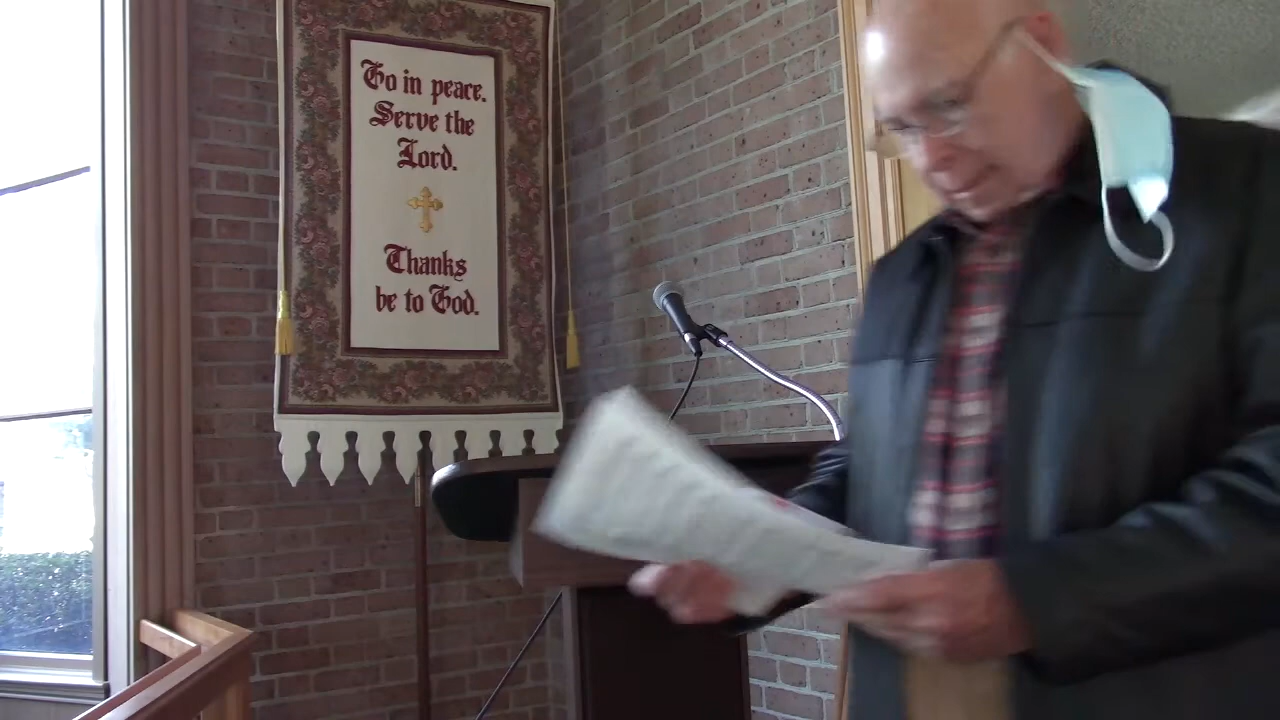 Go in peace.
Serve the
Lord.
Thanks
be to God.